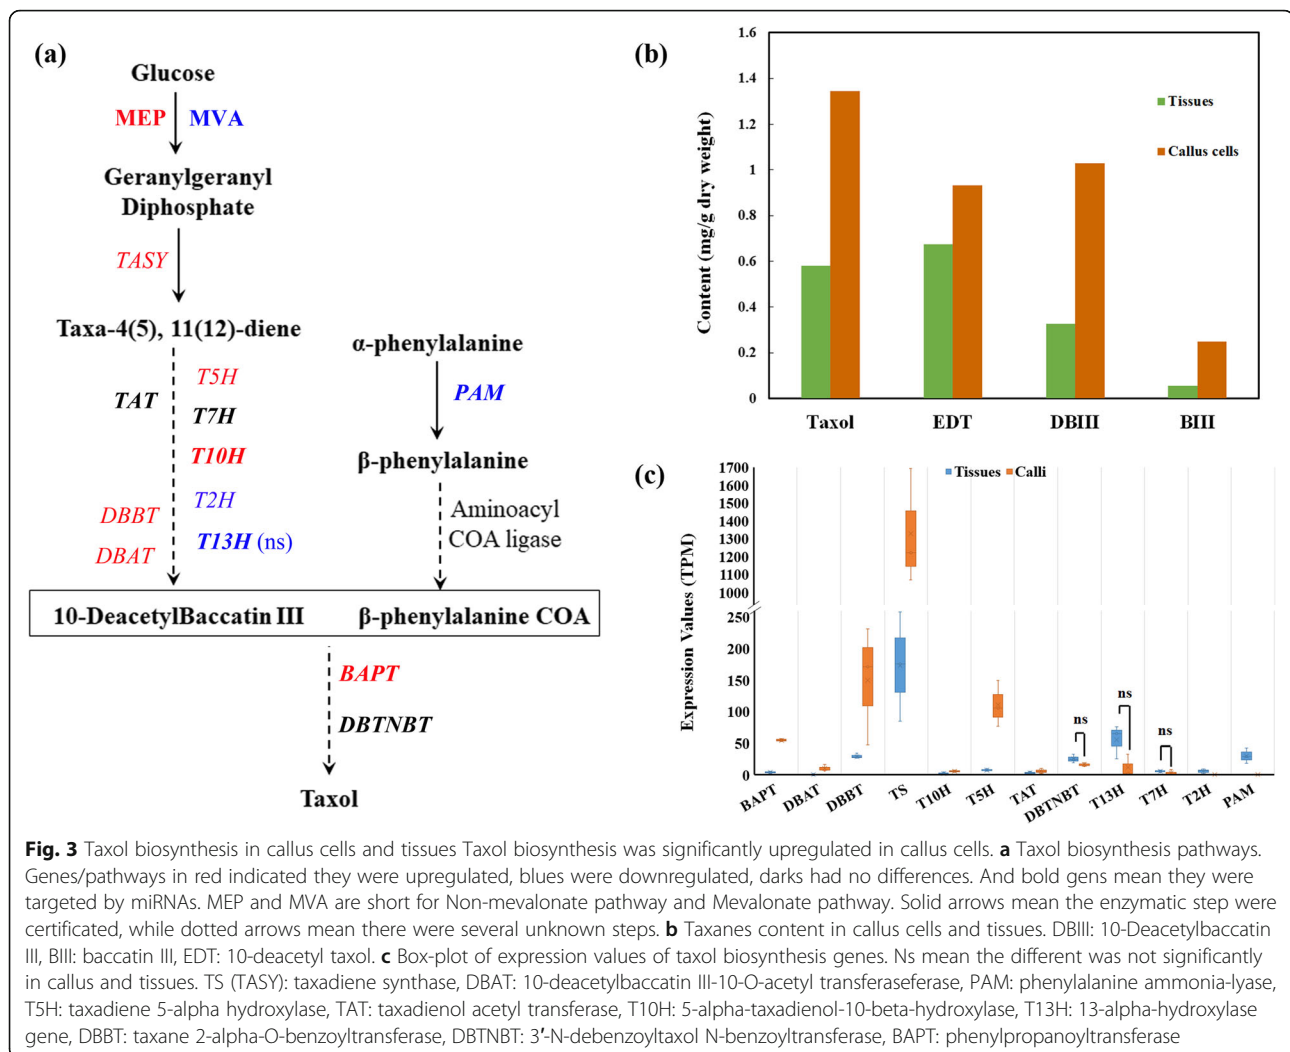 (a)
Glucose
MEP MVA
Geranylgeranyl
Diphosphate
TASY
Taxa-4(5), 11(12)-diene
α-phenylalanine
T5H
TAT
T7H
PAM
T10H
β-phenylalanine
T2H
DBBT
Aminoacyl
T13H (ns)
COA ligase
DBAT
10-DeacetylBaccatin III β-phenylalanine COA
BAPT
DBTNBT
Taxol
(b)
1.6
1.4
1.2
1
0.8
0.6
0.4
0.2
0
Content (mg/g dry weight)
Tissues
Callus cells
Taxol EDT DBIII BIII
(c)
Tissues Calli
1700
1600
1500
1400
1300
1200
1100
1000
250
200
150
100
50
0
Expression Values (TPM)
ns ns ns
BAPT DBAT DBBT TS T10H T5H TAT DBTNBT T13H T7H T2H PAM
Fig. 3 Taxol biosynthesis in callus cells and tissues Taxol biosynthesis was significantly upregulated in callus cells. a Taxol biosynthesis pathways.
Genes/pathways in red indicated they were upregulated, blues were downregulated, darks had no differences. And bold gens mean they were
targeted by miRNAs. MEP and MVA are short for Non-mevalonate pathway and Mevalonate pathway. Solid arrows mean the enzymatic step were
certificated, while dotted arrows mean there were several unknown steps. b Taxanes content in callus cells and tissues. DBIII: 10-Deacetylbaccatin
III, BIII: baccatin III, EDT: 10-deacetyl taxol. c Box-plot of expression values of taxol biosynthesis genes. Ns mean the different was not significantly
in callus and tissues. TS (TASY): taxadiene synthase, DBAT: 10-deacetylbaccatin III-10-O-acetyl transferaseferase, PAM: phenylalanine ammonia-lyase,
T5H: taxadiene 5-alpha hydroxylase, TAT: taxadienol acetyl transferase, T10H: 5-alpha-taxadienol-10-beta-hydroxylase, T13H: 13-alpha-hydroxylase
gene, DBBT: taxane 2-alpha-O-benzoyltransferase, DBTNBT: 3′-N-debenzoyltaxol N-benzoyltransferase, BAPT: phenylpropanoyltransferase